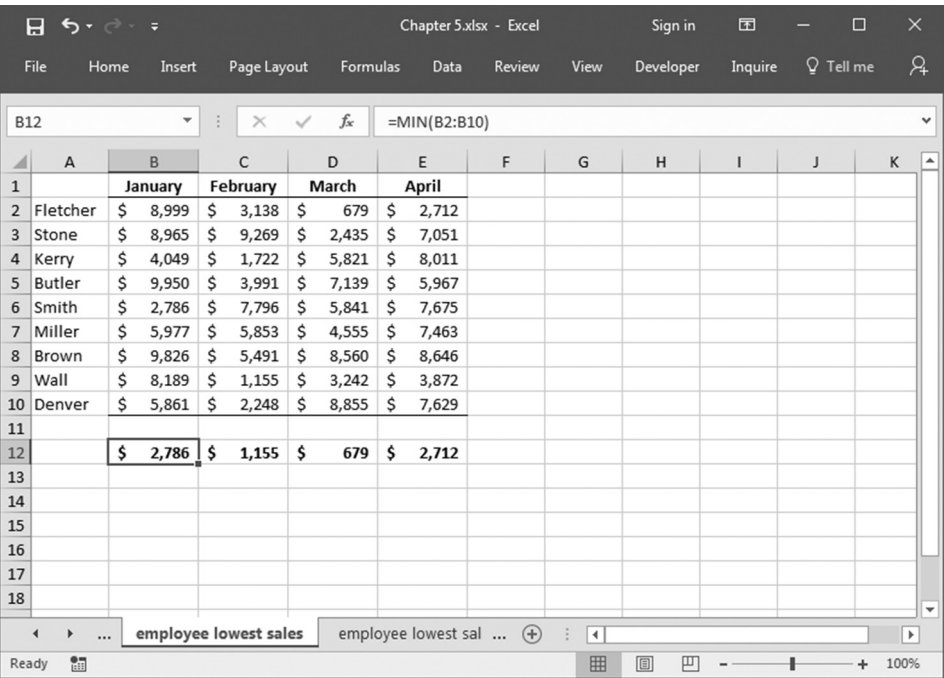 Chapter 5.xlsx - Excel Sign in
File Home Insert Page Layout Formulas Data Review View Developer Inquire Tell me
B12 fx =MIN(B2:B10)
A B C D E F G H I J K
1 January February March April
2 Fletcher $ 8,999 $ 3,138 $ 679 $ 2,712
3 Stone $ 8,965 $ 9,269 $ 2,435 $ 7,051
4 Kerry $ 4,049 $ 1,722 $ 5,821 $ 8,011
5 Butler $ 9,950 $ 3,991 $ 7,139 $ 5,967
6 Smith $ 2,786 $ 7,796 $ 5,841 $ 7,675
7 Miller $ 5,977 $ 5,853 $ 4,555 $ 7,463
8 Brown $ 9,826 $ 5,491 $ 8,560 $ 8,646
9 Wall $ 8,189 $ 1,155 $ 3,242 $ 3,872
10 Denver $ 5,861 $ 2,248 $ 8,855 $ 7,629
11
12 $ 2,786 $ 1,155 $ 679 $ 2,712
13
14
15
16
17
18
... employee lowest sales employee lowest sal ...
Ready 100%